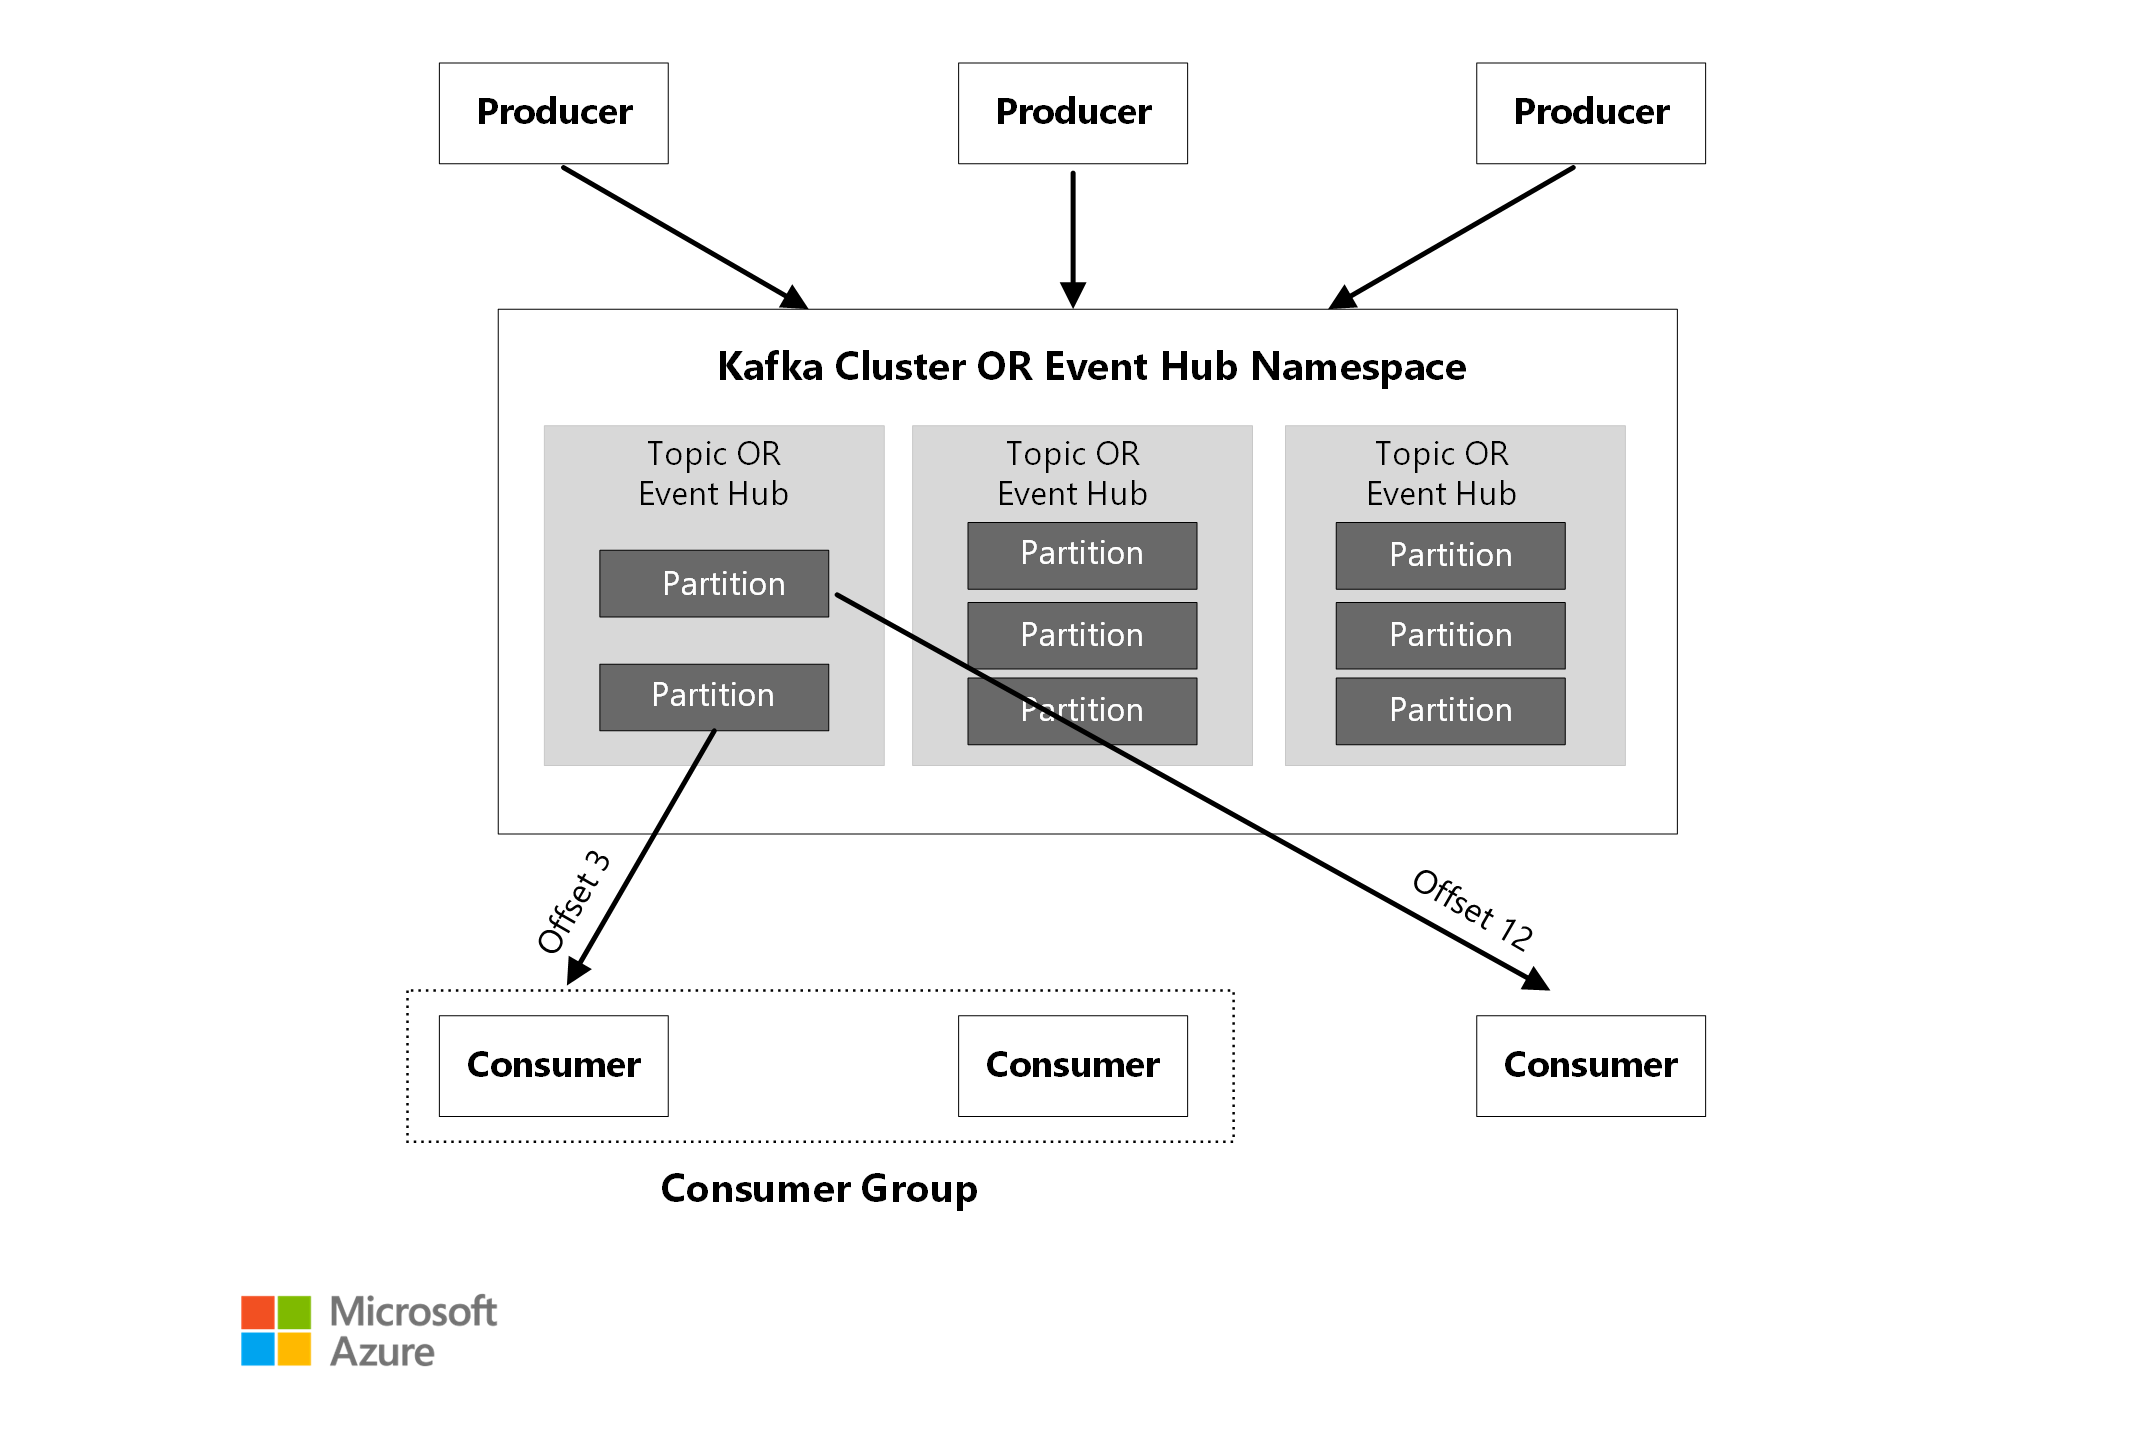 Producer
Producer
Producer
Kafka Cluster OR Event Hub Namespace
Topic OR
Event Hub
Partition
Partition
Topic OR
Event Hub
Partition
Partition
Partition
Topic OR
Event Hub
Partition
Partition
Partition
Offset 3
Offset 12
Consumer
Consumer
Consumer
Consumer Group
Microsoft
Azure